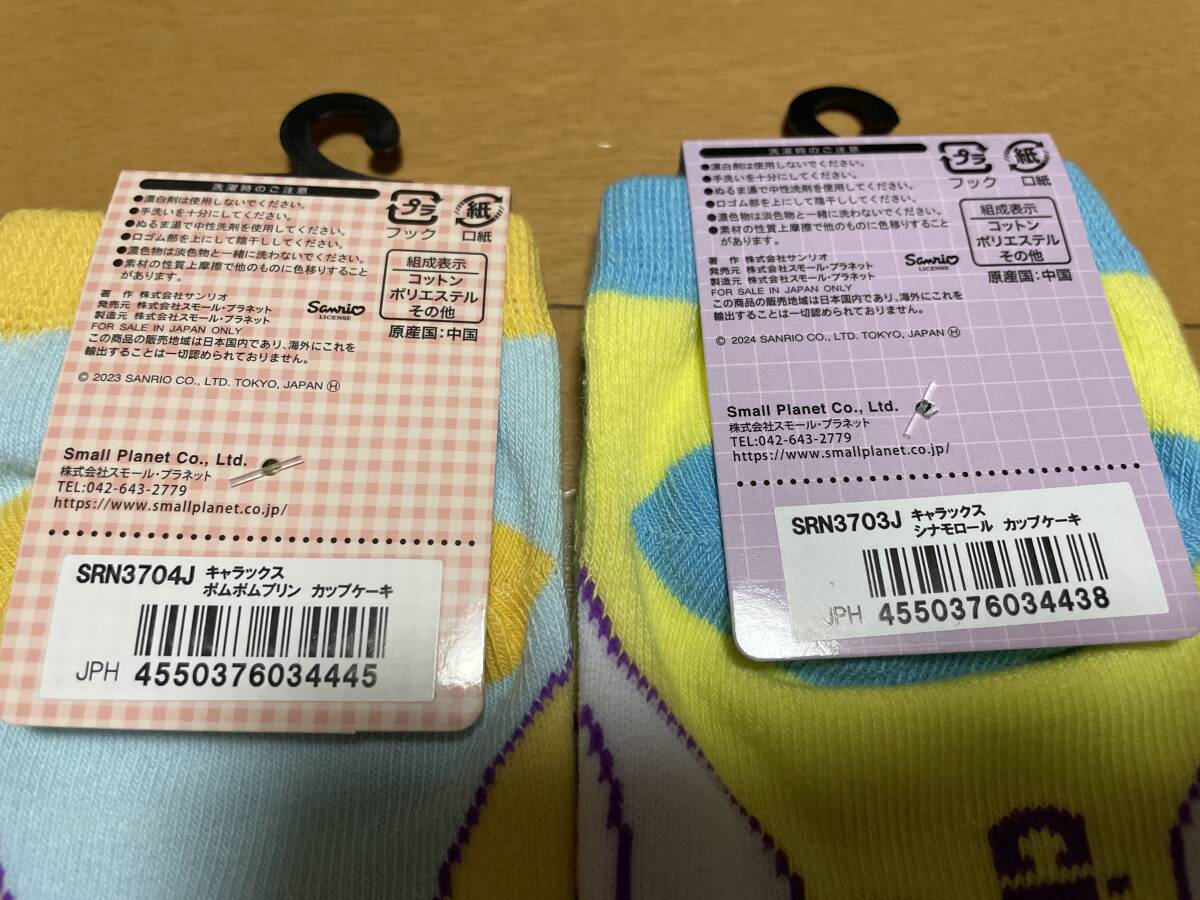 洗濯時のご注意
●漂白剤は使用しないでください。
●手洗いを十分にしてください。
●ぬるま湯で中性洗剤を使用してください。
●口ゴム部を上にして陰干ししてください。
●濃色物は淡色物と一緒に洗わないでください。
●素材の性質上摩擦で他のものに色移りすることがあります。
プラ
フック
紙
口紙
組成表示
コットン
ポリエステル
その他
原産国:中国
著作 株式会社サンリオ
発売元 株式会社スモール・プラネット
製造元 株式会社スモール・プラネット
FOR SALE IN JAPAN ONLY
この商品の販売地域は日本国内であり、海外にこれを
輸出することは一切認められておりません。
Sanrio
LICENSE
© 2023 SANRIO CO., LTD. TOKYO, JAPAN Ⓗ
Small Planet Co., Ltd.
株式会社スモール・プラネット
TEL:042-643-2779
https://www.smallplanet.co.jp/
SRN3704J キャラックス
ポムポムプリン カップケーキ
JPH 4550376034445
洗濯時のご注意
●漂白剤は使用しないでください。
●手洗いを十分にしてください。
●ぬるま湯で中性洗剤を使用してください。
●口ゴム部を上にして陰干ししてください。
●濃色物は淡色物と一緒に洗わないでください。
●素材の性質上摩擦で他のものに色移りすること
があります。
プラ
フック
紙
口紙
組成表示
コットン
ポリエステル
その他
原産国:中国
著作 株式会社サンリオ
発売元 株式会社スモール・プラネット
製造元 株式会社スモール・プラネット
FOR SALE IN JAPAN ONLY
この商品の販売地域は日本国内であり、海外にこれを
輸出することは一切認められておりません。
Sanrio
LICENSE
© 2024 SANRIO CO., LTD. TOKYO, JAPAN Ⓗ
Small Planet Co., Ltd.
株式会社スモール・プラネット
TEL:042-643-2779
https://www.smallplanet.co.jp/
SRN3703J キャラックス
シナモロール カップケーキ
JPH 4550376034438